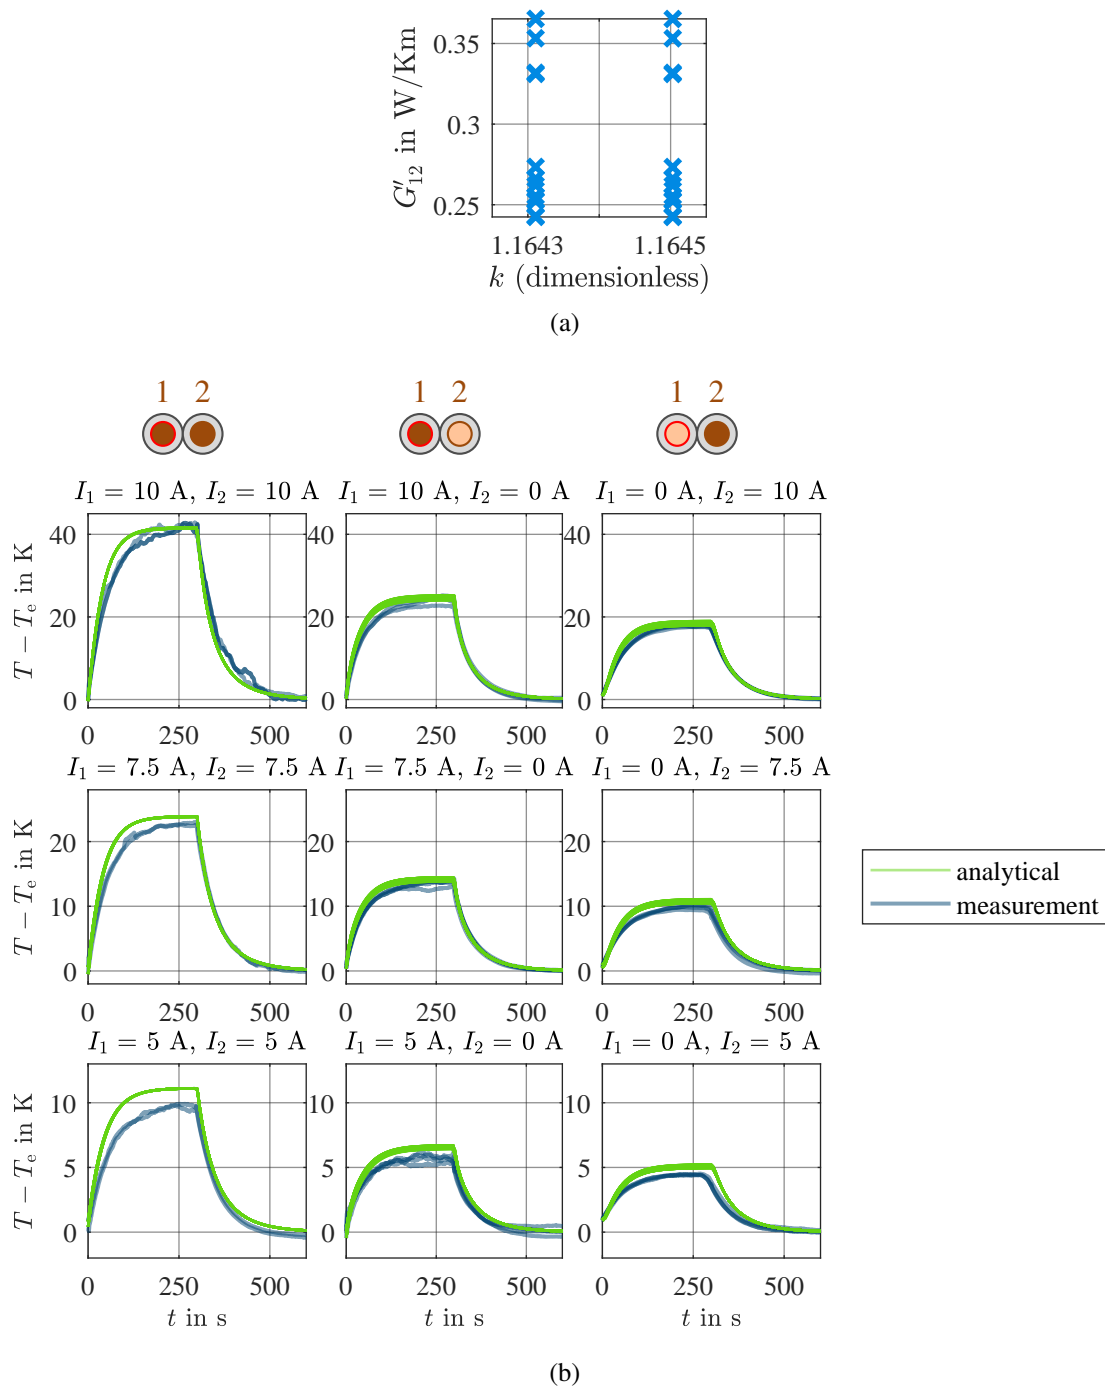 0.35
0.3
0.25
G′₁₂ in W/Km
1.1643 1.1645
k (dimensionless)
(a)
1 2 1 2 1 2
I₁ = 10 A, I₂ = 10 A I₁ = 10 A, I₂ = 0 A I₁ = 0 A, I₂ = 10 A
T − Tₑ in K
40 40 40
20 20 20
0 0 0
0 250 500 0 250 500 0 250 500
I₁ = 7.5 A, I₂ = 7.5 A I₁ = 7.5 A, I₂ = 0 A I₁ = 0 A, I₂ = 7.5 A
T − Tₑ in K
20 20 20
10 10 10
0 0 0
0 250 500 0 250 500 0 250 500
analytical
measurement
I₁ = 5 A, I₂ = 5 A I₁ = 5 A, I₂ = 0 A I₁ = 0 A, I₂ = 5 A
T − Tₑ in K
10 10 10
5 5 5
0 0 0
0 250 500 0 250 500 0 250 500
t in s t in s t in s
(b)